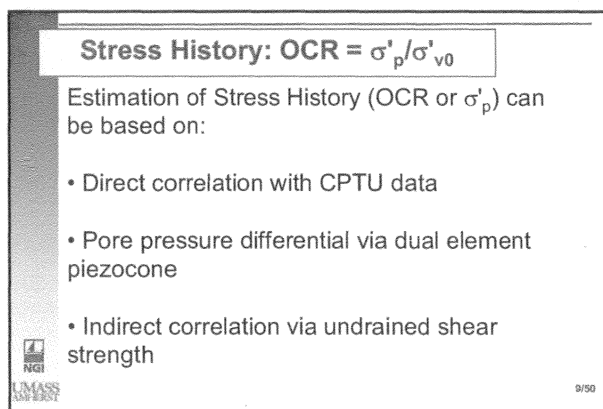 Stress History: OCR = σ'p/σ'v0
Estimation of Stress History (OCR or σ'p) can
be based on:
• Direct correlation with CPTU data
• Pore pressure differential via dual element
piezocone
• Indirect correlation via undrained shear
strength
NGI
UMASS
AMHERST
9/50